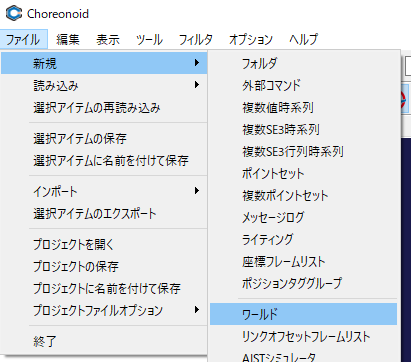 Choreonoid
ファイル 編集 表示 ツール フィルタ オプション ヘルプ
新規
読み込み
選択アイテムの再読み込み
選択アイテムの保存
選択アイテムに名前を付けて保存
インポート
選択アイテムのエクスポート
プロジェクトを開く
プロジェクトの保存
プロジェクトに名前を付けて保存
プロジェクトファイルオプション
終了
フォルダ
外部コマンド
複数値時系列
複数SE3時系列
複数SE3行列時系列
ポイントセット
複数ポイントセット
メッセージログ
ライティング
座標フレームリスト
ポジションタググループ
ワールド
リンクオフセットフレームリスト
AISTシミュレータ